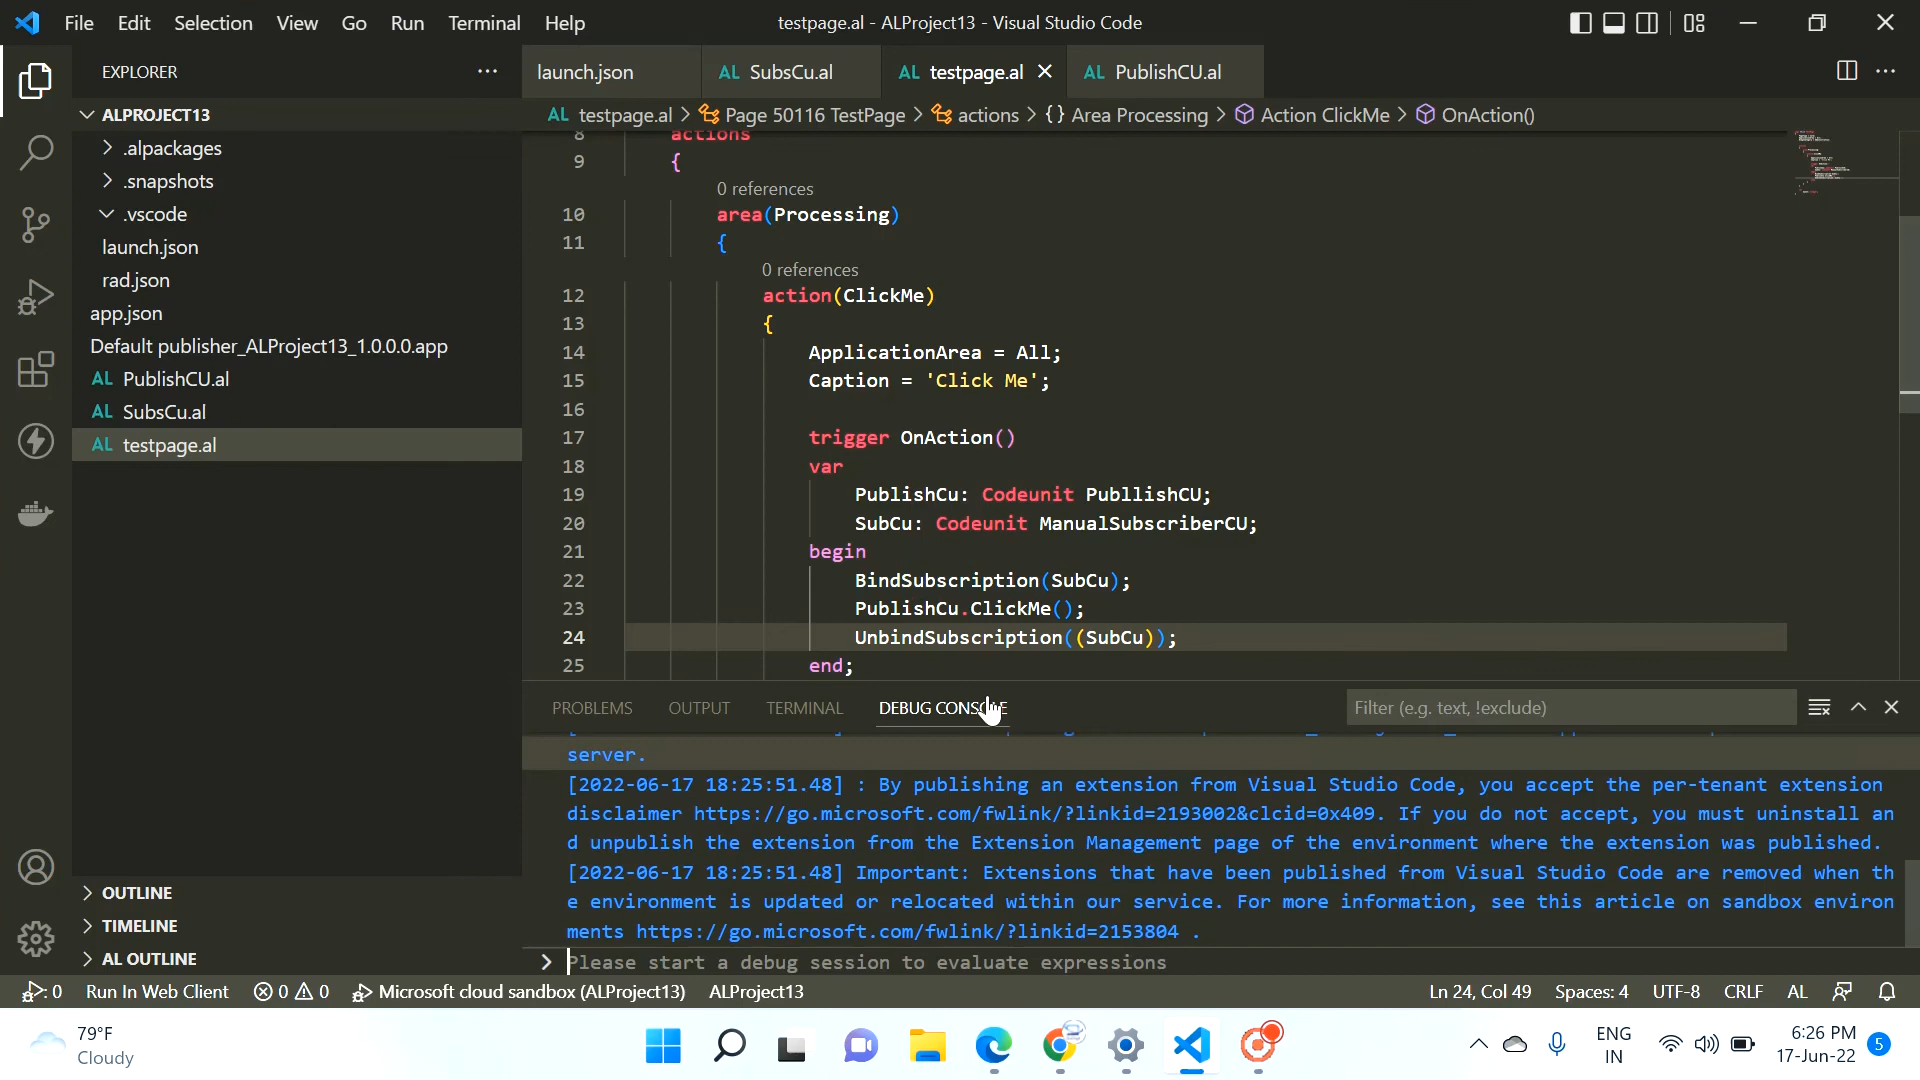 File Edit Selection View Go Run Terminal Help
testpage.al - ALProject13 - Visual Studio Code
EXPLORER
ALPROJECT13
.alpackages
.snapshots
.vscode
launch.json
rad.json
app.json
Default publisher_ALProject13_1.0.0.0.app
AL PublishCU.al
AL SubsCu.al
AL testpage.al
OUTLINE
TIMELINE
AL OUTLINE
launch.json AL SubsCu.al AL testpage.al AL PublishCU.al
AL testpage.al > Page 50116 TestPage > actions > {} Area Processing > Action ClickMe > OnAction()
8 actions
9 {
0 references
10 area(Processing)
11 {
0 references
12 action(ClickMe)
13 {
14 ApplicationArea = All;
15 Caption = 'Click Me';
16
17 trigger OnAction()
18 var
19 PublishCu: Codeunit PubllishCU;
20 SubCu: Codeunit ManualSubscriberCU;
21 begin
22 BindSubscription(SubCu);
23 PublishCu.ClickMe();
24 UnbindSubscription((SubCu));
25 end;
PROBLEMS OUTPUT TERMINAL DEBUG CONSOLE
Filter (e.g. text, !exclude)
server.
[2022-06-17 18:25:51.48] : By publishing an extension from Visual Studio Code, you accept the per-tenant extension
disclaimer https://go.microsoft.com/fwlink/?linkid=2193002&clcid=0x409. If you do not accept, you must uninstall an
d unpublish the extension from the Extension Management page of the environment where the extension was published.
[2022-06-17 18:25:51.48] Important: Extensions that have been published from Visual Studio Code are removed when th
e environment is updated or relocated within our service. For more information, see this article on sandbox environ
ments https://go.microsoft.com/fwlink/?linkid=2153804 .
> Please start a debug session to evaluate expressions
: 0 Run In Web Client 0 0 Microsoft cloud sandbox (ALProject13) ALProject13
Ln 24, Col 49 Spaces: 4 UTF-8 CRLF AL
79°F
Cloudy
ENG
IN
6:26 PM
17-Jun-22
5